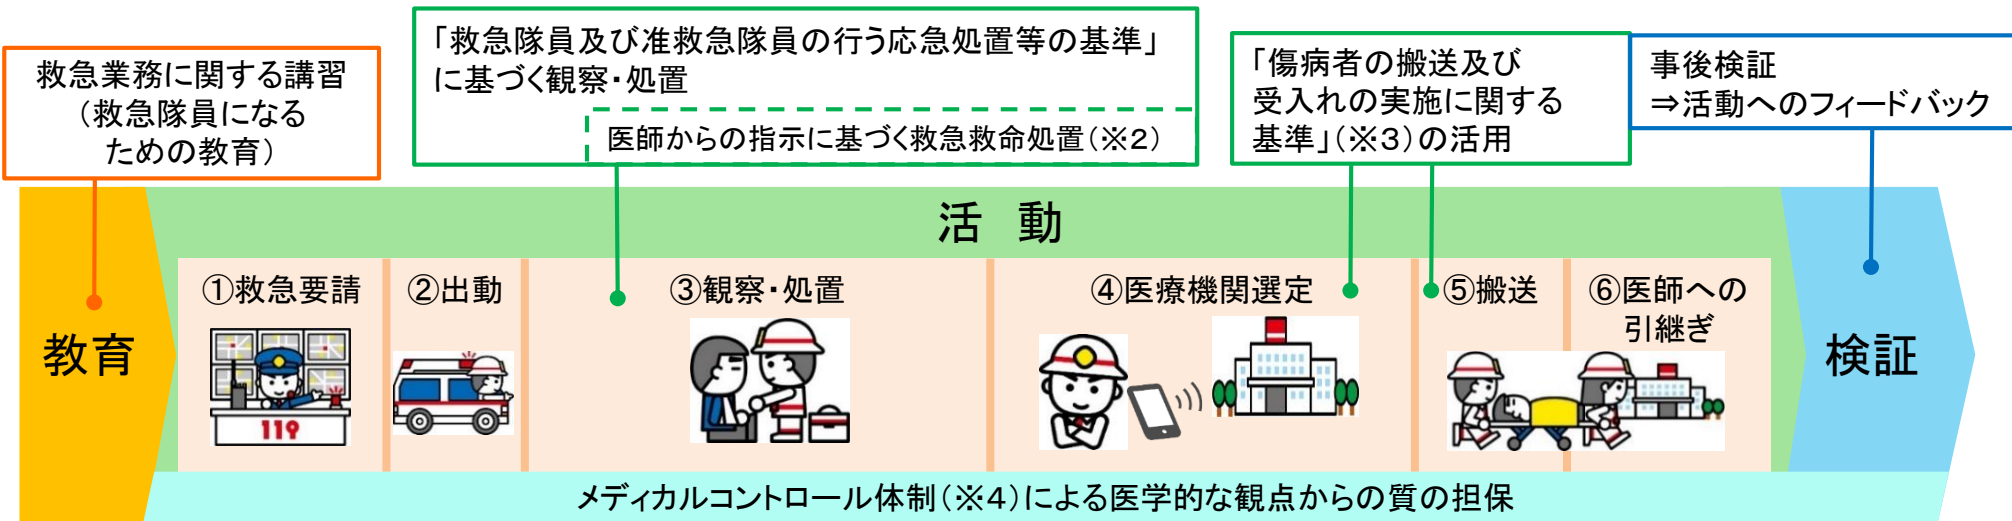 救急業務に関する講習
（救急隊員になる
ための教育）
「救急隊員及び准救急隊員の行う応急処置等の基準」
に基づく観察・処置
医師からの指示に基づく救急救命処置（※２）
「傷病者の搬送及び
受入れの実施に関する
基準」（※３）の活用
事後検証
⇒活動へのフィードバック
活　動
教育
①救急要請
②出動
③観察・処置
④医療機関選定
⑤搬送
⑥医師への
引継ぎ
119
検証
メディカルコントロール体制（※４）による医学的な観点からの質の担保